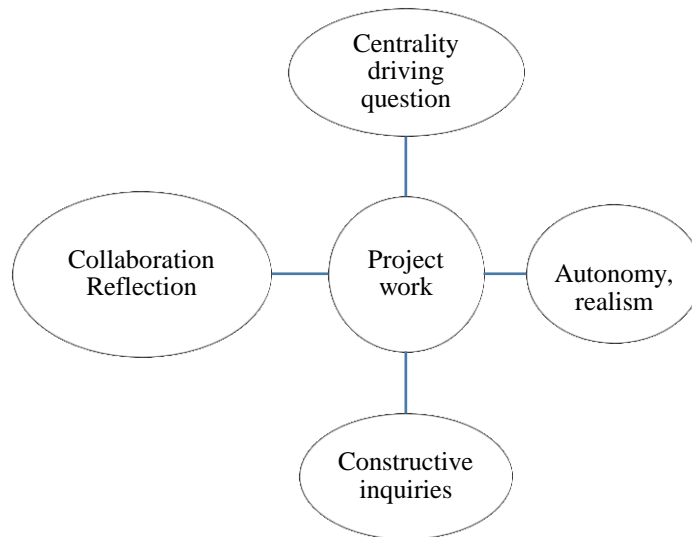 Centrality
driving
question
Collaboration
Reflection
Project
work
Autonomy,
realism
Constructive
inquiries